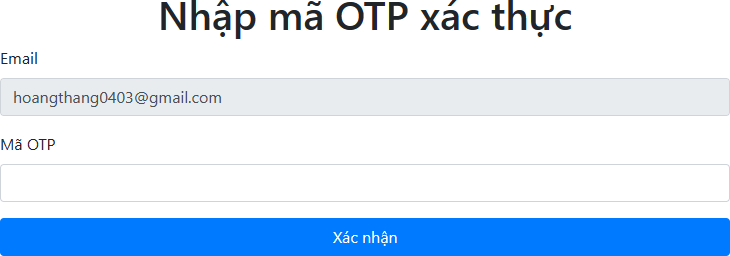 Nhập mã OTP xác thực
Email
hoangthang0403@gmail.com
Mã OTP
Xác nhận